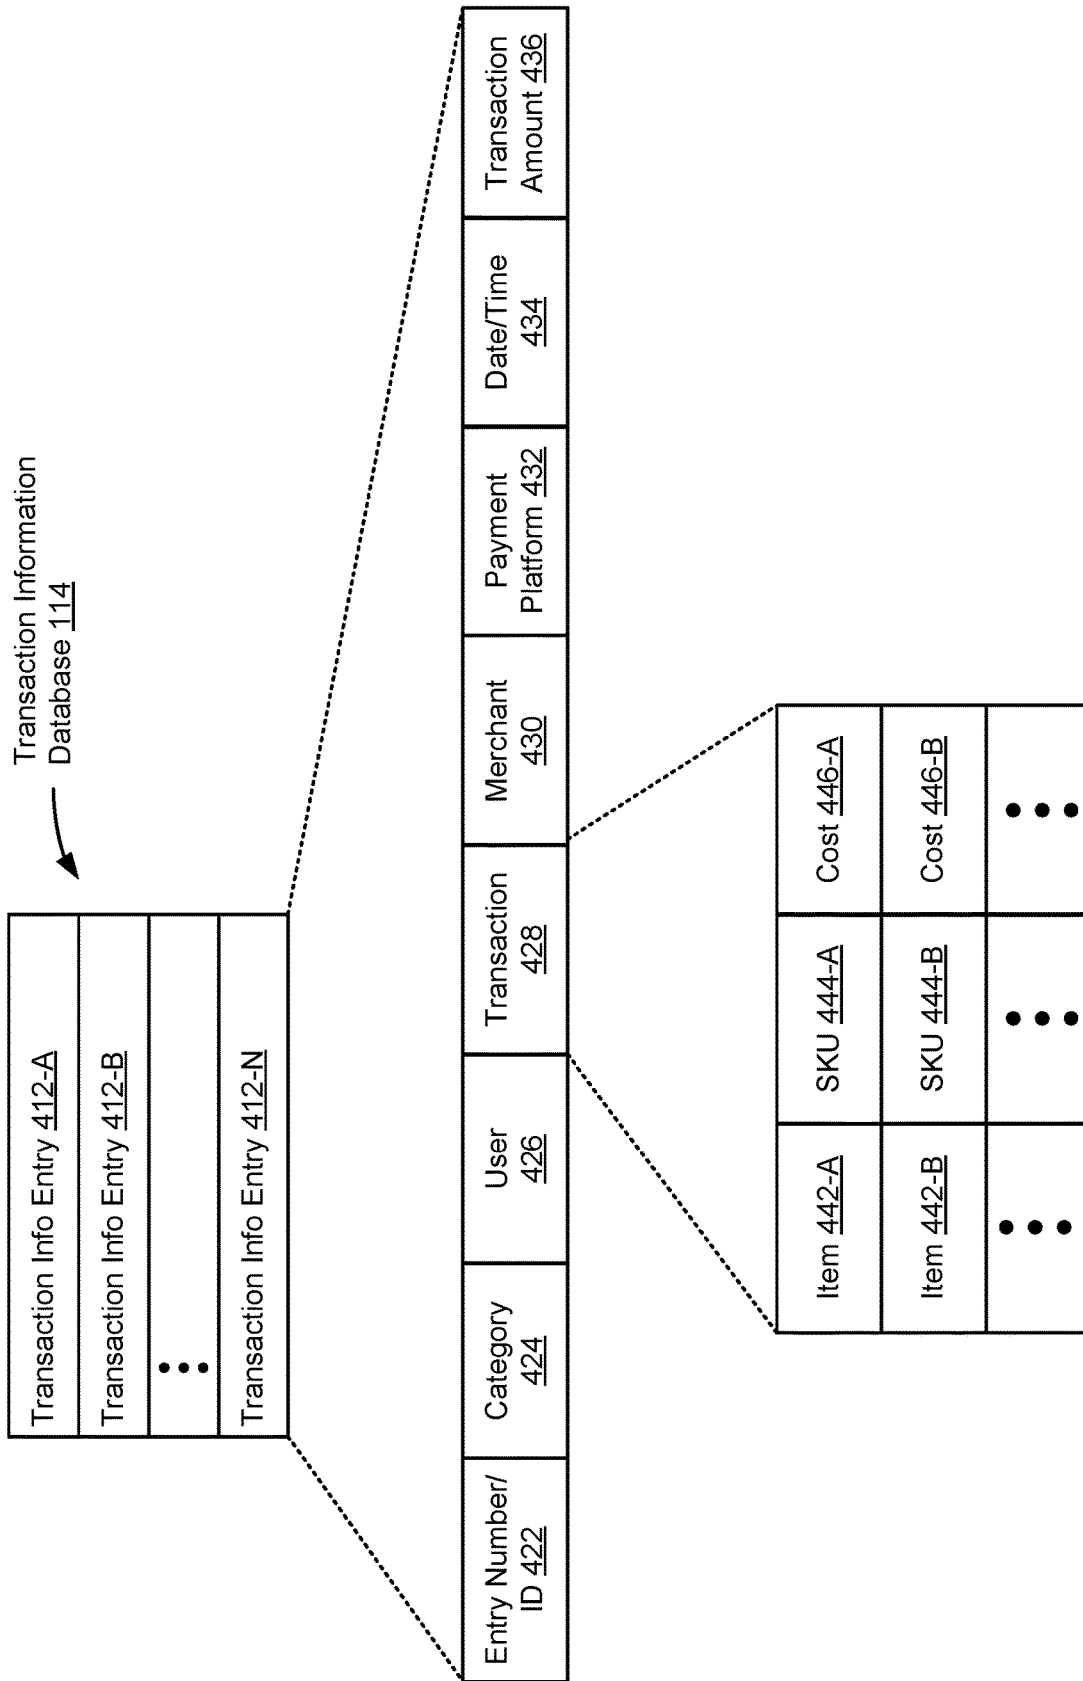 Transaction Information
Database 114
Transaction Info Entry 412-A
Transaction Info Entry 412-B
Transaction Info Entry 412-N
Entry Number/
ID 422
Category
424
User
426
Transaction
428
Merchant
430
Payment
Platform 432
Date/Time
434
Transaction
Amount 436
Item 442-A
SKU 444-A
Cost 446-A
Item 442-B
SKU 444-B
Cost 446-B